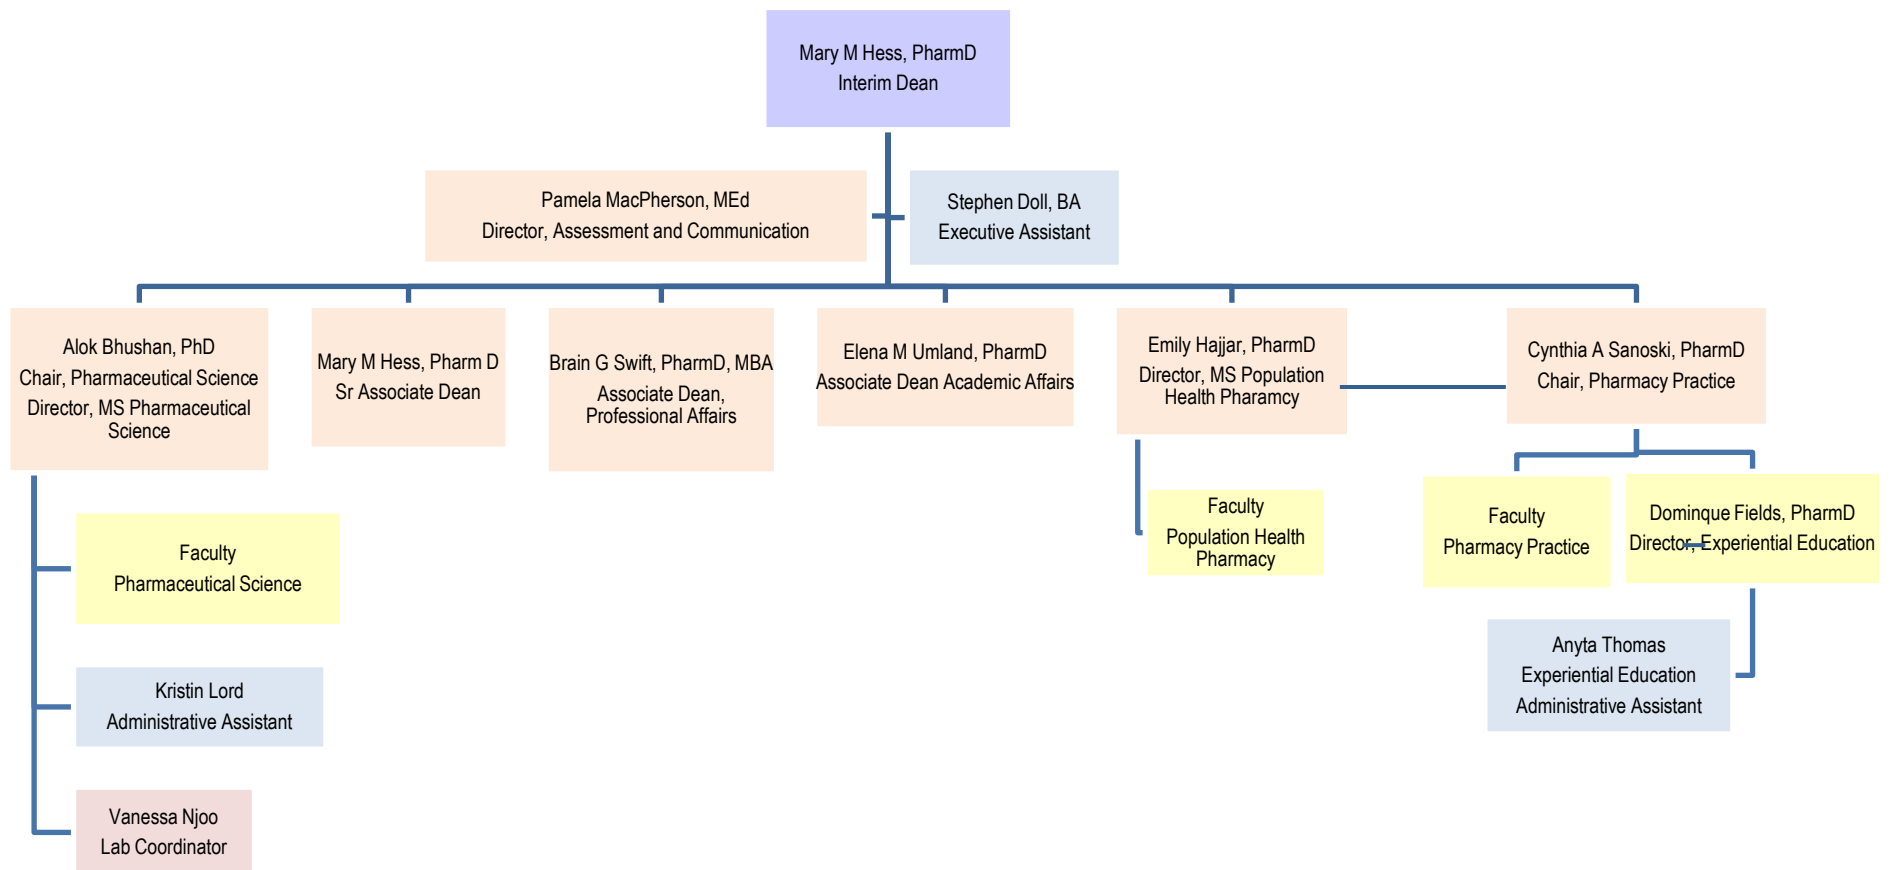 Mary M Hess, PharmD
Interim Dean
Pamela MacPherson, MEd
Director, Assessment and Communication
Stephen Doll, BA
Executive Assistant
Alok Bhushan, PhD
Chair, Pharmaceutical Science
Director, MS Pharmaceutical
Science
Mary M Hess, Pharm D
Sr Associate Dean
Brain G Swift, PharmD, MBA
Associate Dean,
Professional Affairs
Elena M Umland, PharmD
Associate Dean Academic Affairs
Emily Hajjar, PharmD
Director, MS Population
Health Pharamcy
Cynthia A Sanoski, PharmD
Chair, Pharmacy Practice
Faculty
Pharmaceutical Science
Kristin Lord
Administrative Assistant
Vanessa Njoo
Lab Coordinator
Faculty
Population Health
Pharmacy
Faculty
Pharmacy Practice
Dominque Fields, PharmD
Director, Experiential Education
Anyta Thomas
Experiential Education
Administrative Assistant